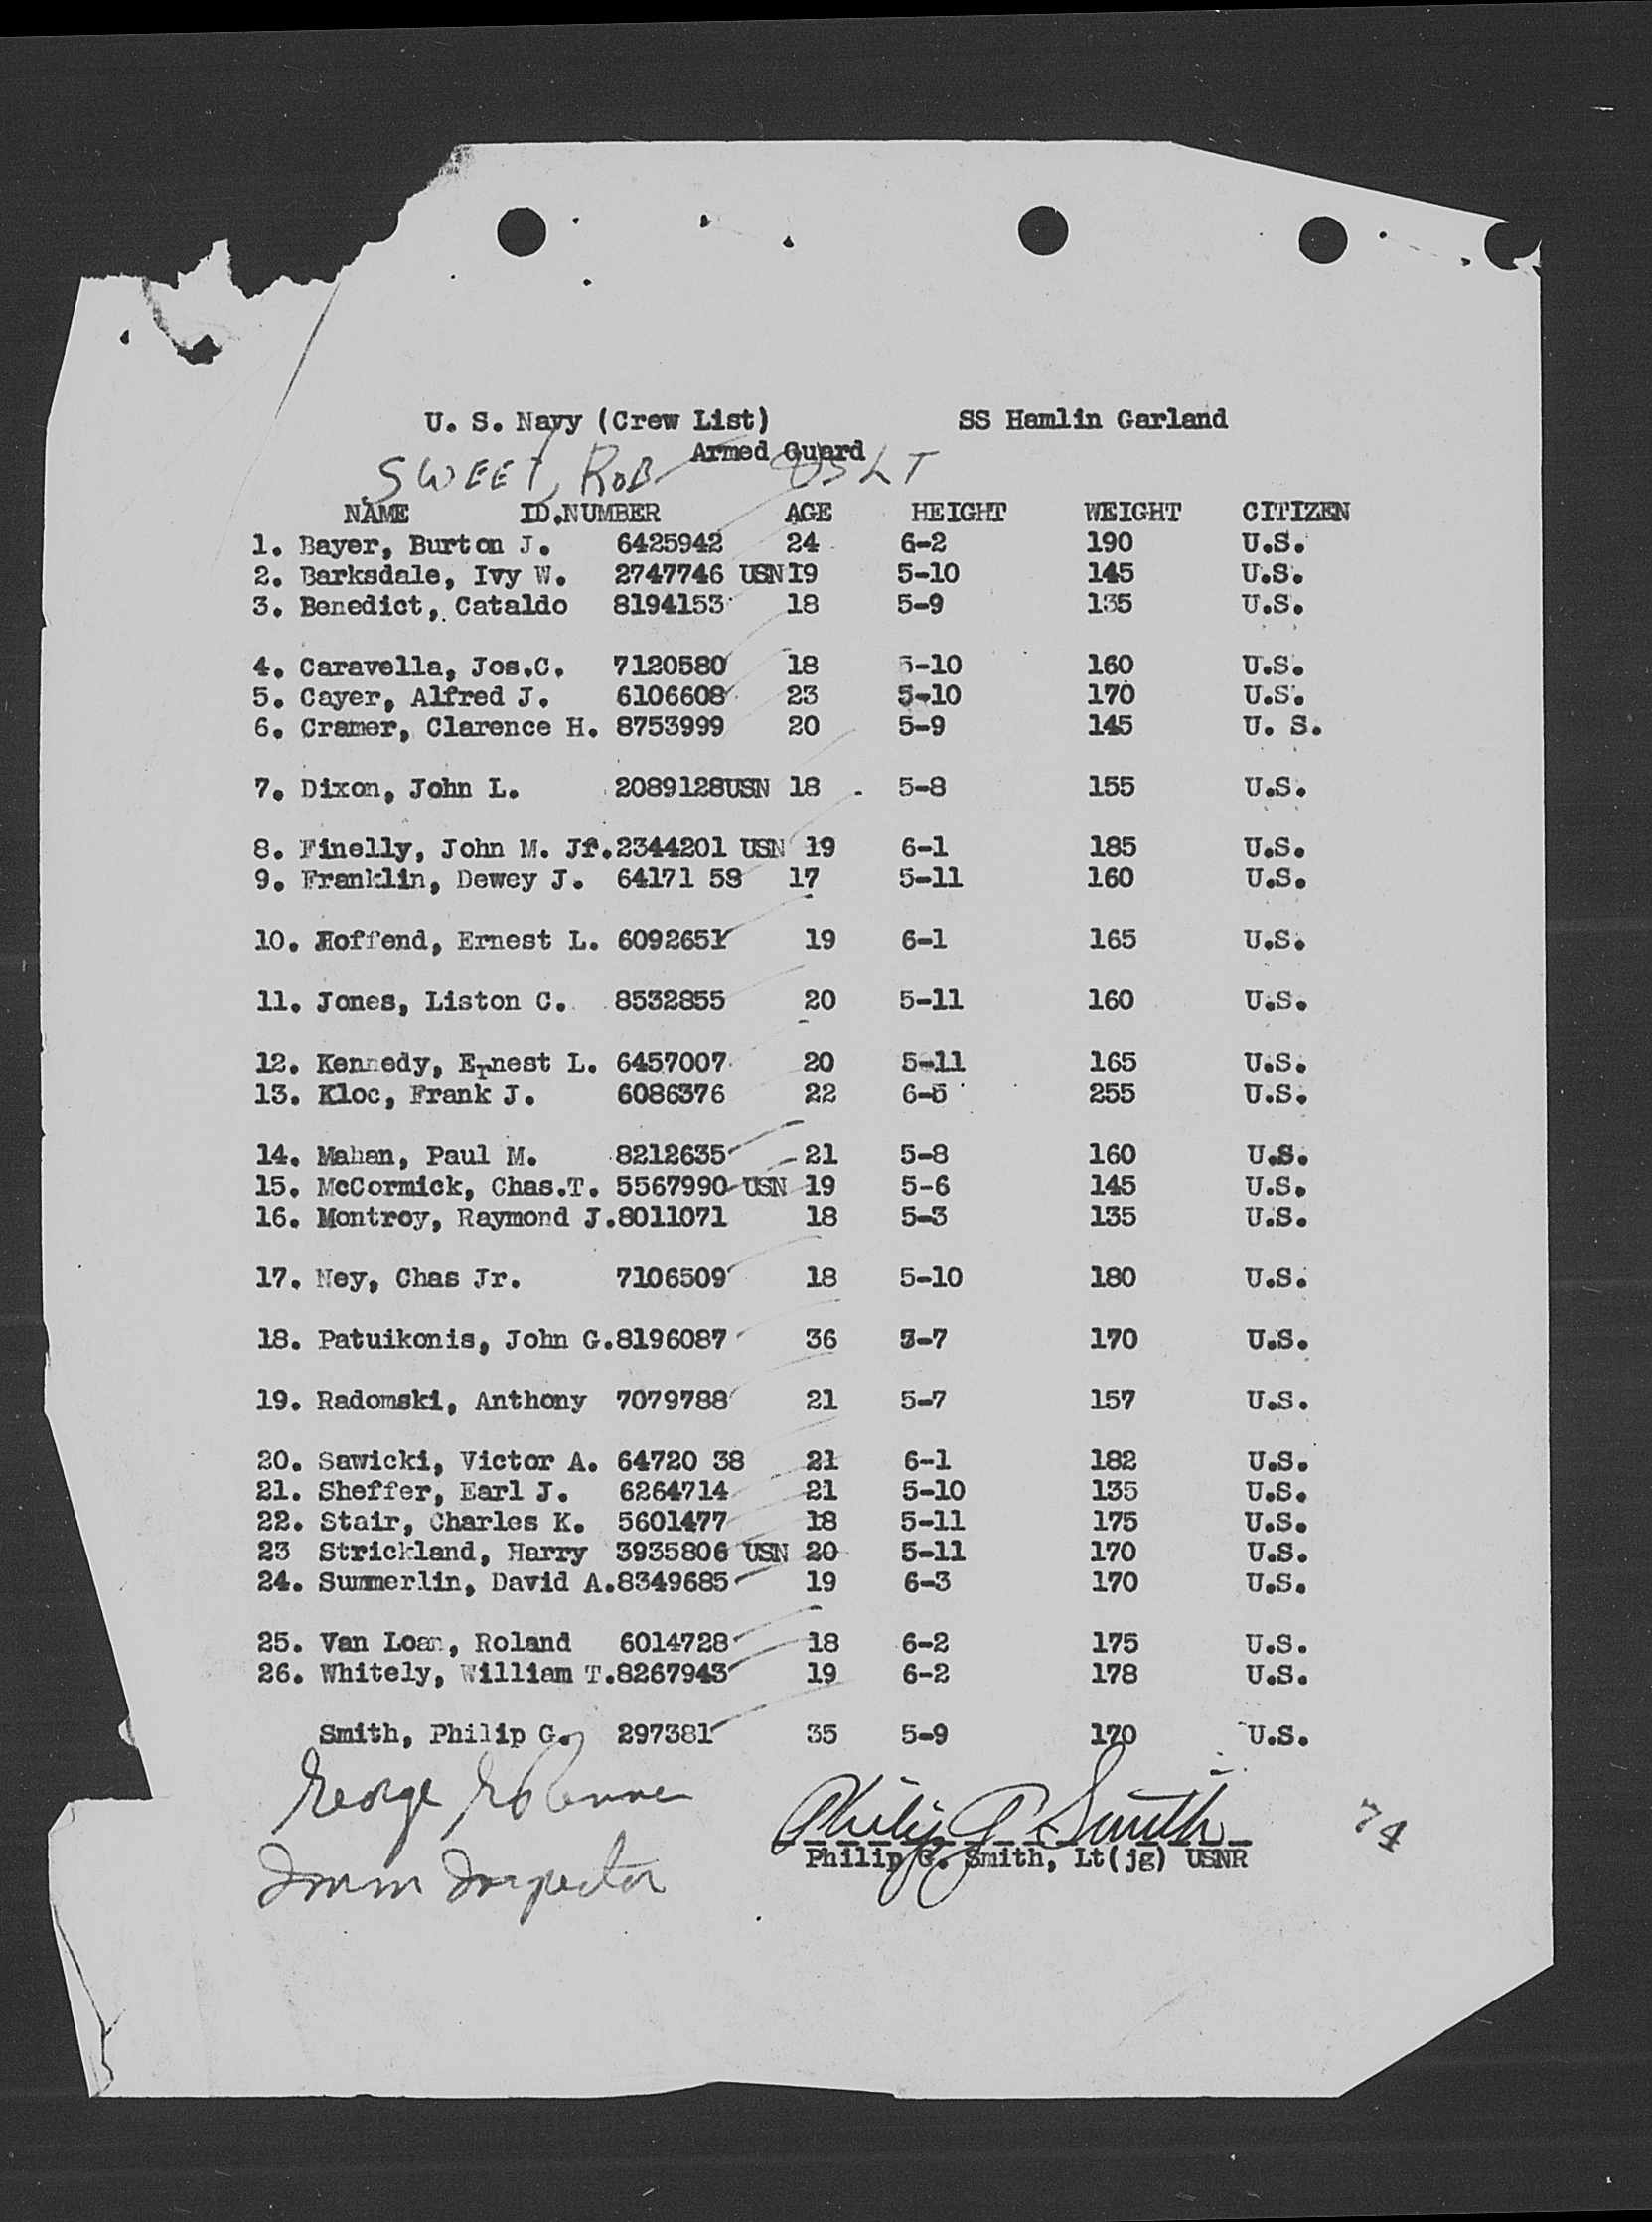 U. S. Navy (Crew List) SS Hamlin Garland
Armed Guard
SWEET, ROB
NAME ID.NUMBER AGE HEIGHT WEIGHT CITIZEN
1. Bayer, Burton J. 6425942 24 6-2 190 U.S.
2. Barksdale, Ivy W. 2747746 USN 19 5-10 145 U.S.
3. Benedict, Cataldo 8194153 18 5-9 135 U.S.
4. Caravella, Jos.C. 7120580 18 5-10 160 U.S.
5. Cayer, Alfred J. 6106608 23 5-10 170 U.S.
6. Cramer, Clarence H. 8753999 20 5-9 145 U. S.
7. Dixon, John L. 2089128USN 18 5-8 155 U.S.
8. Finelly, John M. Jr.2344201 USN 19 6-1 185 U.S.
9. Franklin, Dewey J. 64171 58 17 5-11 160 U.S.
10. Hoffend, Ernest L. 6092651 19 6-1 165 U.S.
11. Jones, Liston C. 8532855 20 5-11 160 U.S.
12. Kennedy, Ernest L. 6457007 20 5-11 165 U.S.
13. Kloc, Frank J. 6086376 22 6-5 255 U.S.
14. Mahan, Paul M. 8212635 21 5-8 160 U.S.
15. McCormick, Chas.T. 5567990 USN 19 5-6 145 U.S.
16. Montroy, Raymond J.8011071 18 5-3 135 U.S.
17. Ney, Chas Jr. 7106509 18 5-10 180 U.S.
18. Patuikonis, John G.8196087 36 5-7 170 U.S.
19. Radomski, Anthony 7079788 21 5-7 157 U.S.
20. Sawicki, Victor A. 64720 38 21 6-1 182 U.S.
21. Sheffer, Earl J. 6264714 21 5-10 135 U.S.
22. Stair, Charles K. 5601477 18 5-11 175 U.S.
23 Strickland, Harry 3935806 USN 20 5-11 170 U.S.
24. Summerlin, David A.8349685 19 6-3 170 U.S.
25. Van Loan, Roland 6014728 18 6-2 175 U.S.
26. Whitely, William T.8267943 19 6-2 178 U.S.
Smith, Philip G. 297381 35 5-9 170 U.S.
George
Philip G Smith 74
Philip G. Smith, Lt(jg) USNR
Imm Inspector